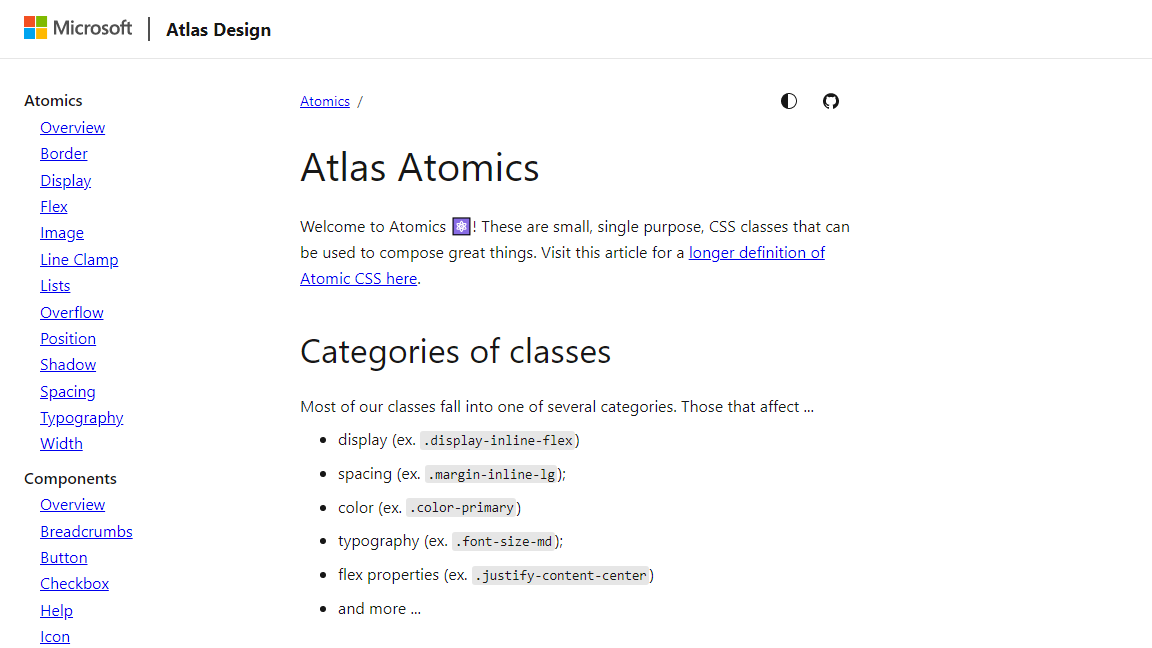 Microsoft | Atlas Design
Atomics
Overview
Border
Display
Flex
Image
Line Clamp
Lists
Overflow
Position
Shadow
Spacing
Typography
Width
Components
Overview
Breadcrumbs
Button
Checkbox
Help
Icon
Atomics /
Atlas Atomics
Welcome to Atomics ⚛️! These are small, single purpose, CSS classes that can
be used to compose great things. Visit this article for a longer definition of
Atomic CSS here.
Categories of classes
Most of our classes fall into one of several categories. Those that affect ...
• display (ex. .display-inline-flex)
• spacing (ex. .margin-inline-lg);
• color (ex. .color-primary)
• typography (ex. .font-size-md);
• flex properties (ex. .justify-content-center)
• and more ...